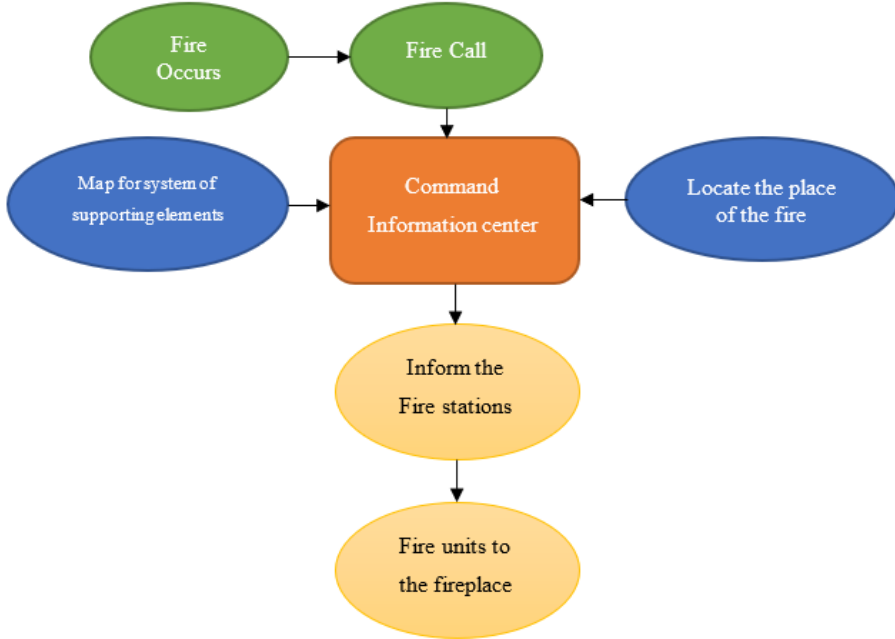 Fire
Occurs
Fire Call
Map for system of
supporting elements
Command
Information center
Locate the place
of the fire
Inform the
Fire stations
Fire units to
the fireplace